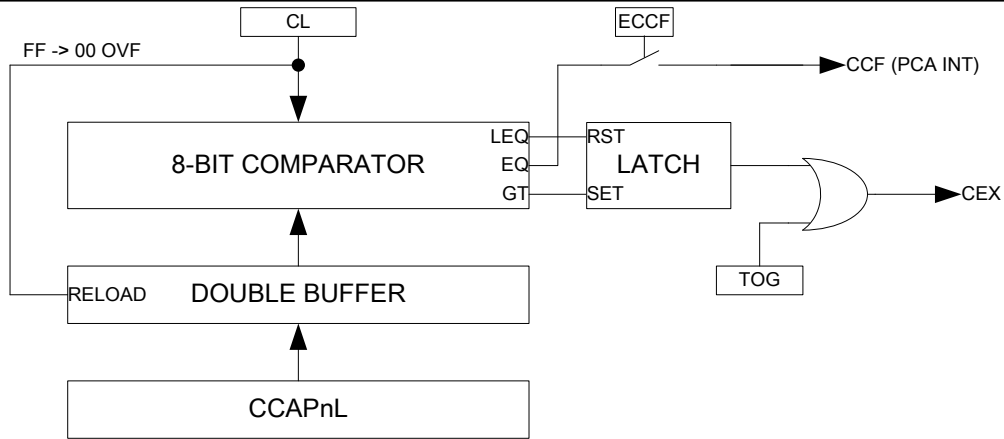 CL
ECCF
FF -> 00 OVF
CCF (PCA INT)
LEQ
RST
8-BIT COMPARATOR
EQ
LATCH
GT
SET
CEX
TOG
RELOAD
DOUBLE BUFFER
CCAPnL